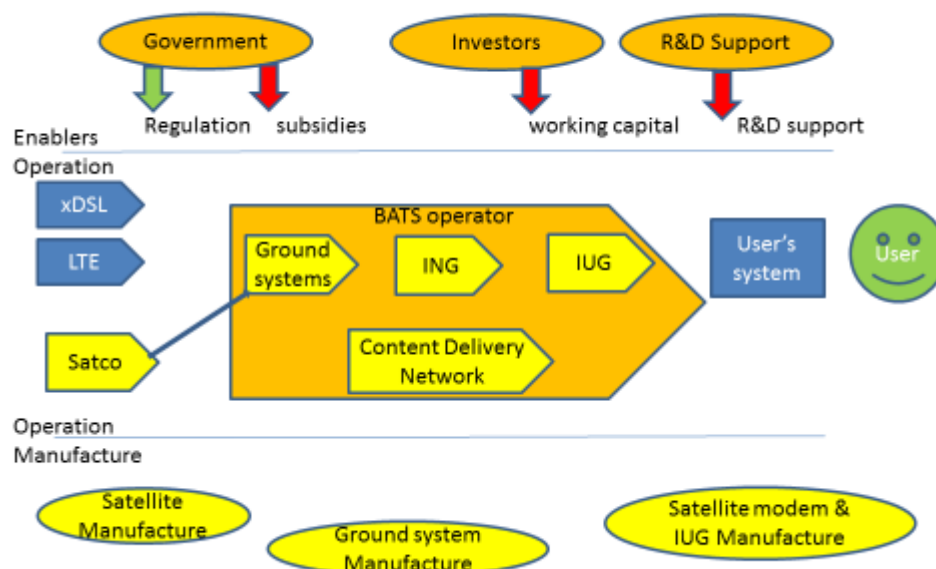 Government
Investors
R&D Support
Regulation
subsidies
working capital
R&D support
Enablers
Operation
xDSL
BATS operator
LTE
Ground
systems
ING
IUG
User's
system
User
Satco
Content Delivery
Network
Operation
Manufacture
Satellite
Manufacture
Ground system
Manufacture
Satellite modem &
IUG Manufacture